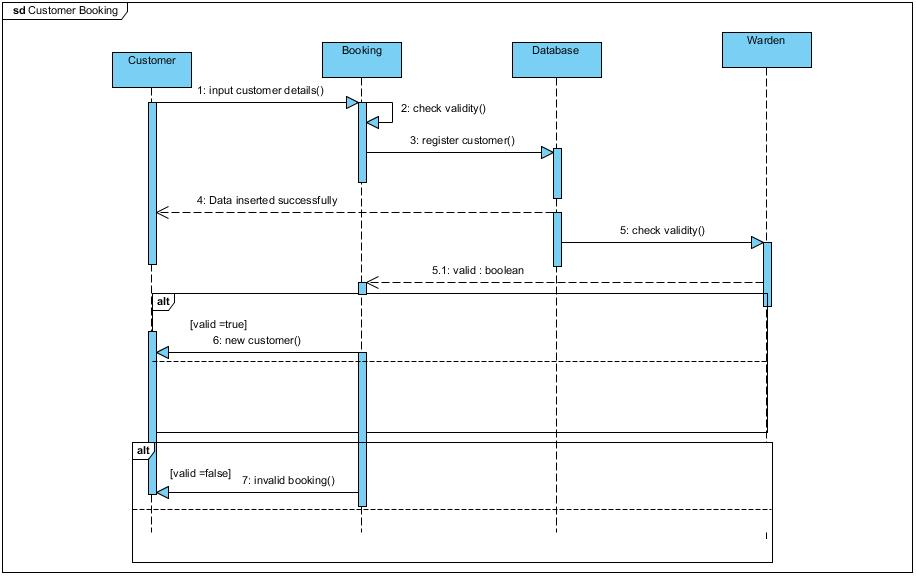 sd Customer Booking
Customer
Booking
Database
Warden
1: input customer details()
2: check validity()
3: register customer()
4: Data inserted successfully
5: check validity()
5.1: valid : boolean
alt
[valid =true]
6: new customer()
alt
[valid =false]
7: invalid booking()